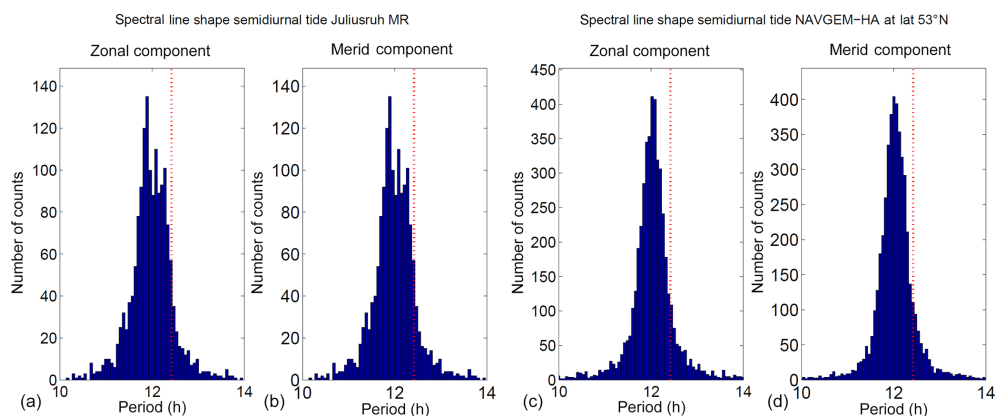 Spectral line shape semidiurnal tide Juliusruh MR
Spectral line shape semidiurnal tide NAVGEM−HA at lat 53°N
Zonal component
Merid component
Zonal component
Merid component
Number of counts
140
120
100
80
60
40
20
0
10
12
14
Period (h)
(a)
Number of counts
140
120
100
80
60
40
20
0
10
12
14
Period (h)
(b)
Number of counts
450
400
350
300
250
200
150
100
50
0
10
12
14
Period (h)
(c)
Number of counts
400
350
300
250
200
150
100
50
0
10
12
14
Period (h)
(d)